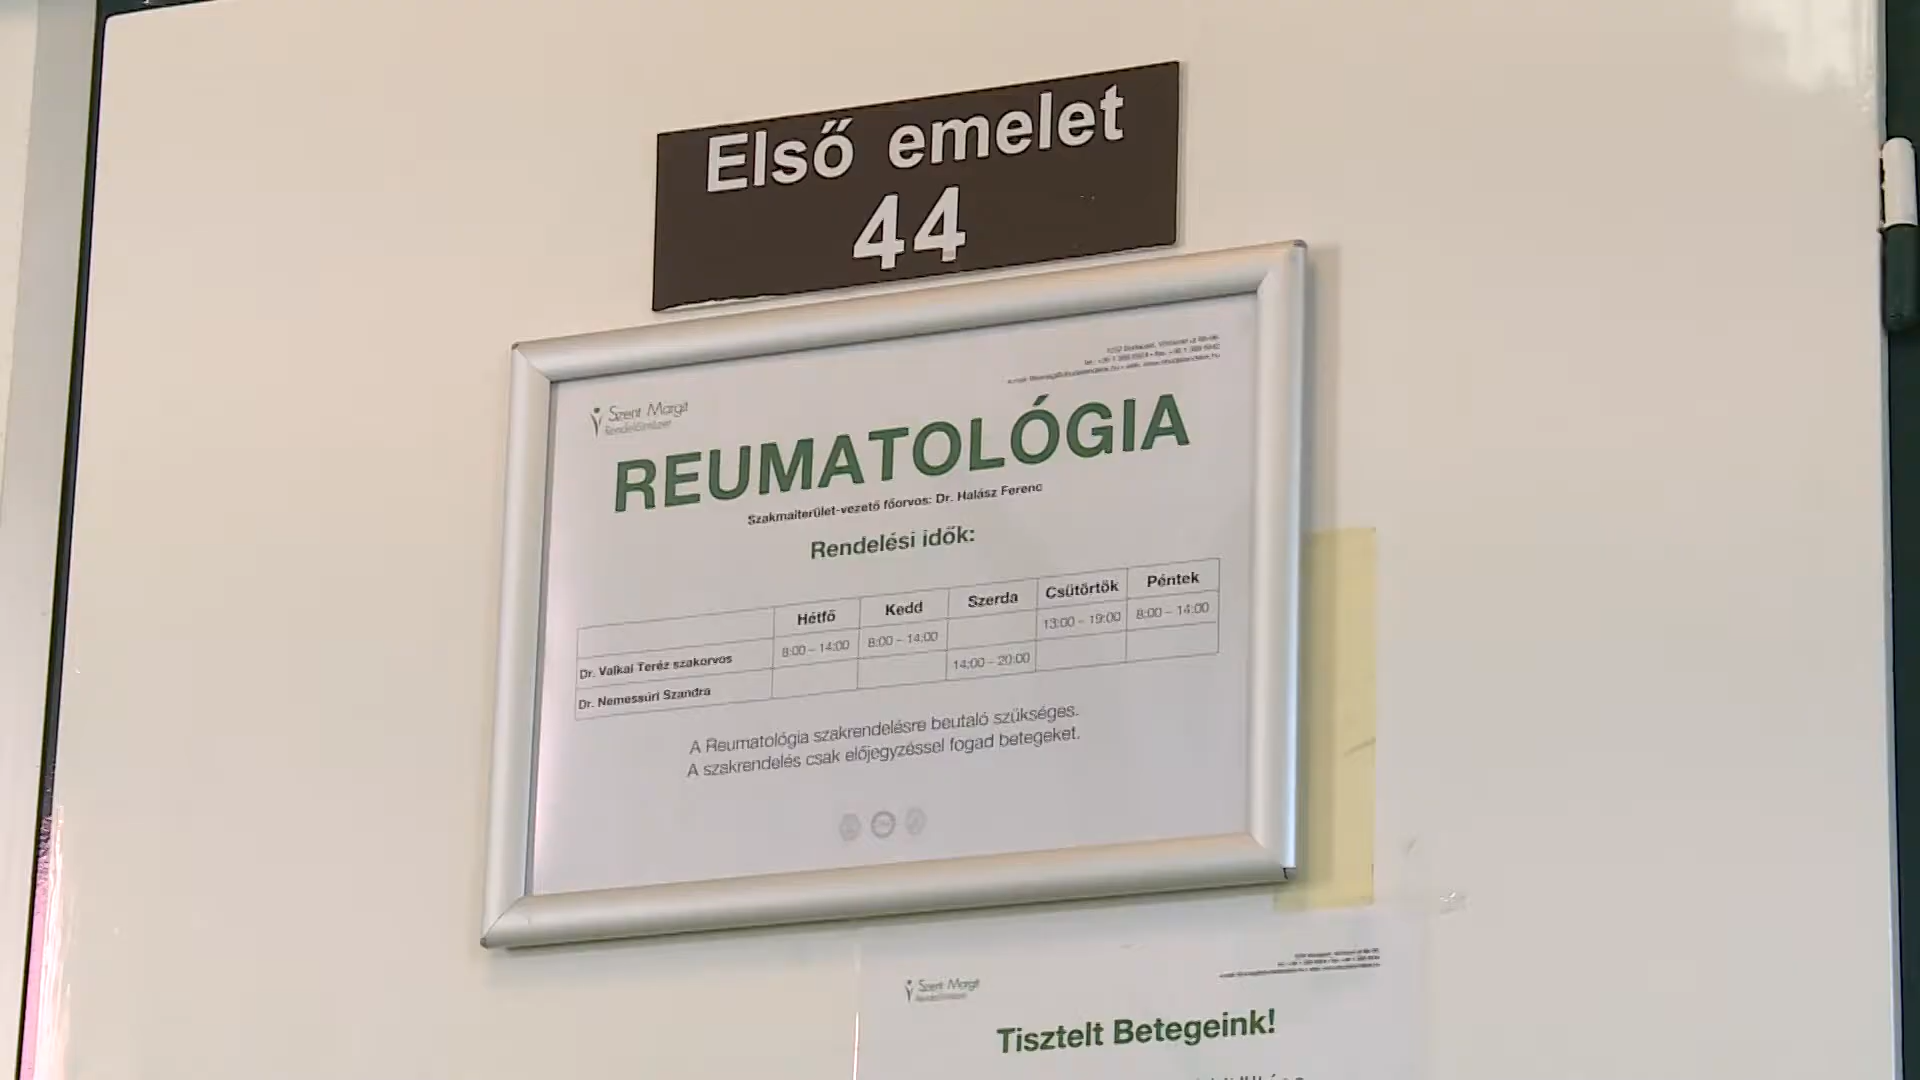 Első emelet
44
Szent Margit
Rendelőintézet
REUMATOLÓGIA
Szakmaiterület-vezető főorvos: Dr. Halász Ferenc
Rendelési idők:
Hétfő Kedd Szerda Csütörtök Péntek
Dr. Valkai Teréz szakorvos 8:00 – 14:00 8:00 – 14:00 13:00 – 19:00 8:00 – 14:00
Dr. Nemessúri Szandra 14:00 – 20:00
A Reumatológia szakrendelésre beutaló szükséges.
A szakrendelés csak előjegyzéssel fogad betegeket.
Szent Margit
Rendelőintézet
Tisztelt Betegeink!